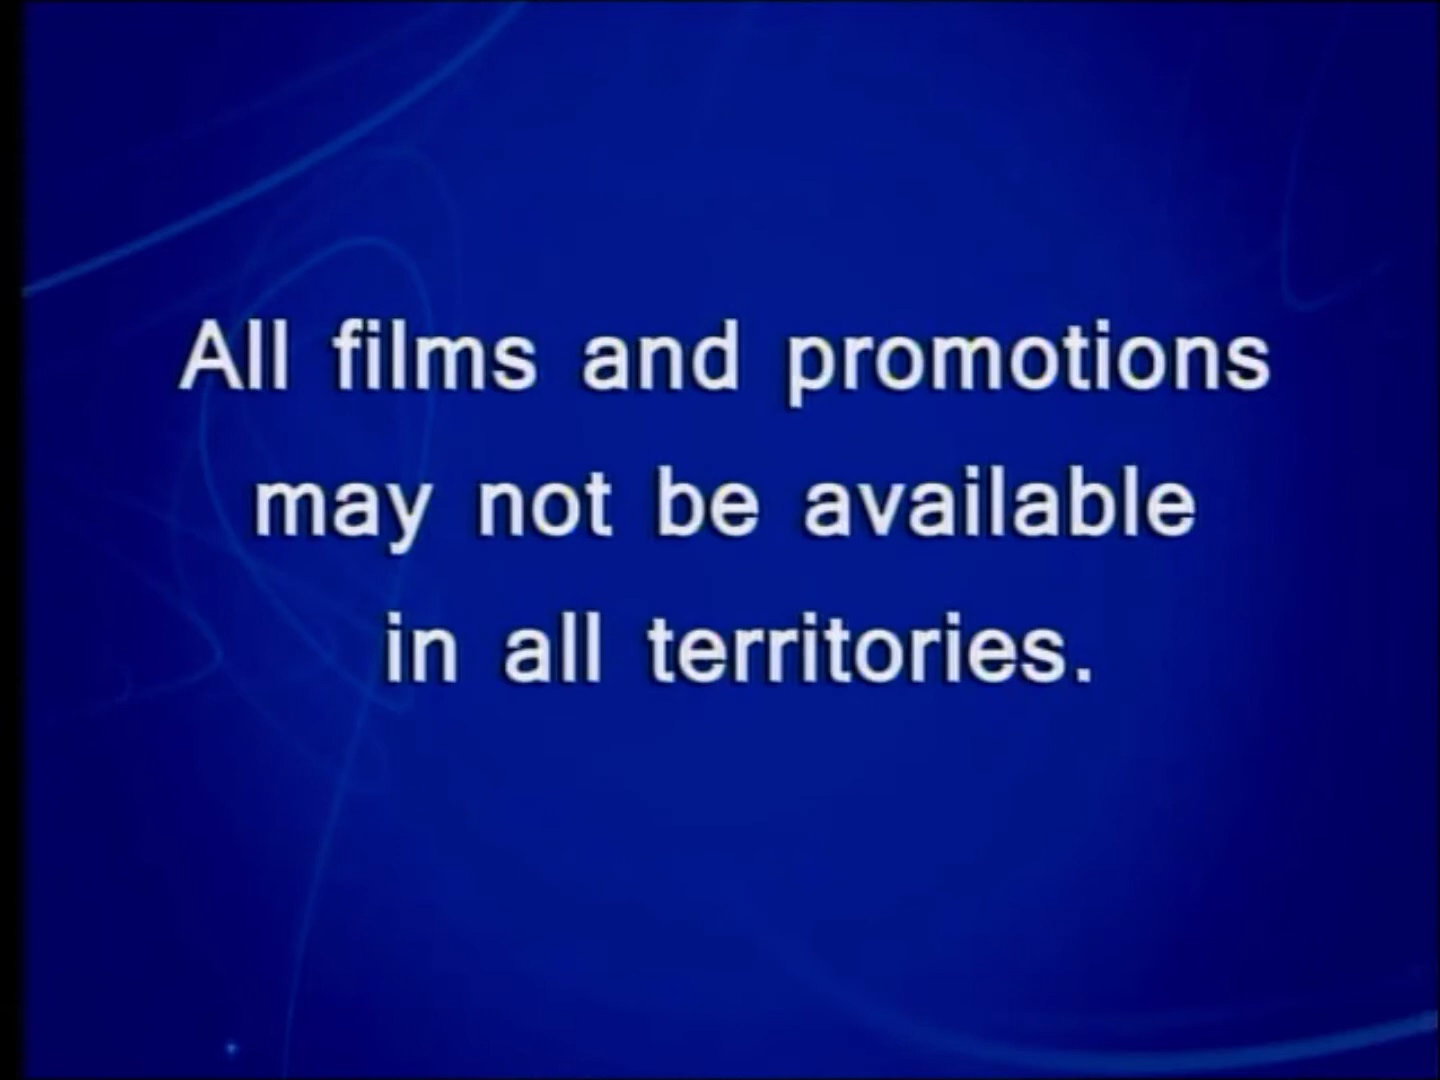 All films and promotions
may not be available
in all territories.